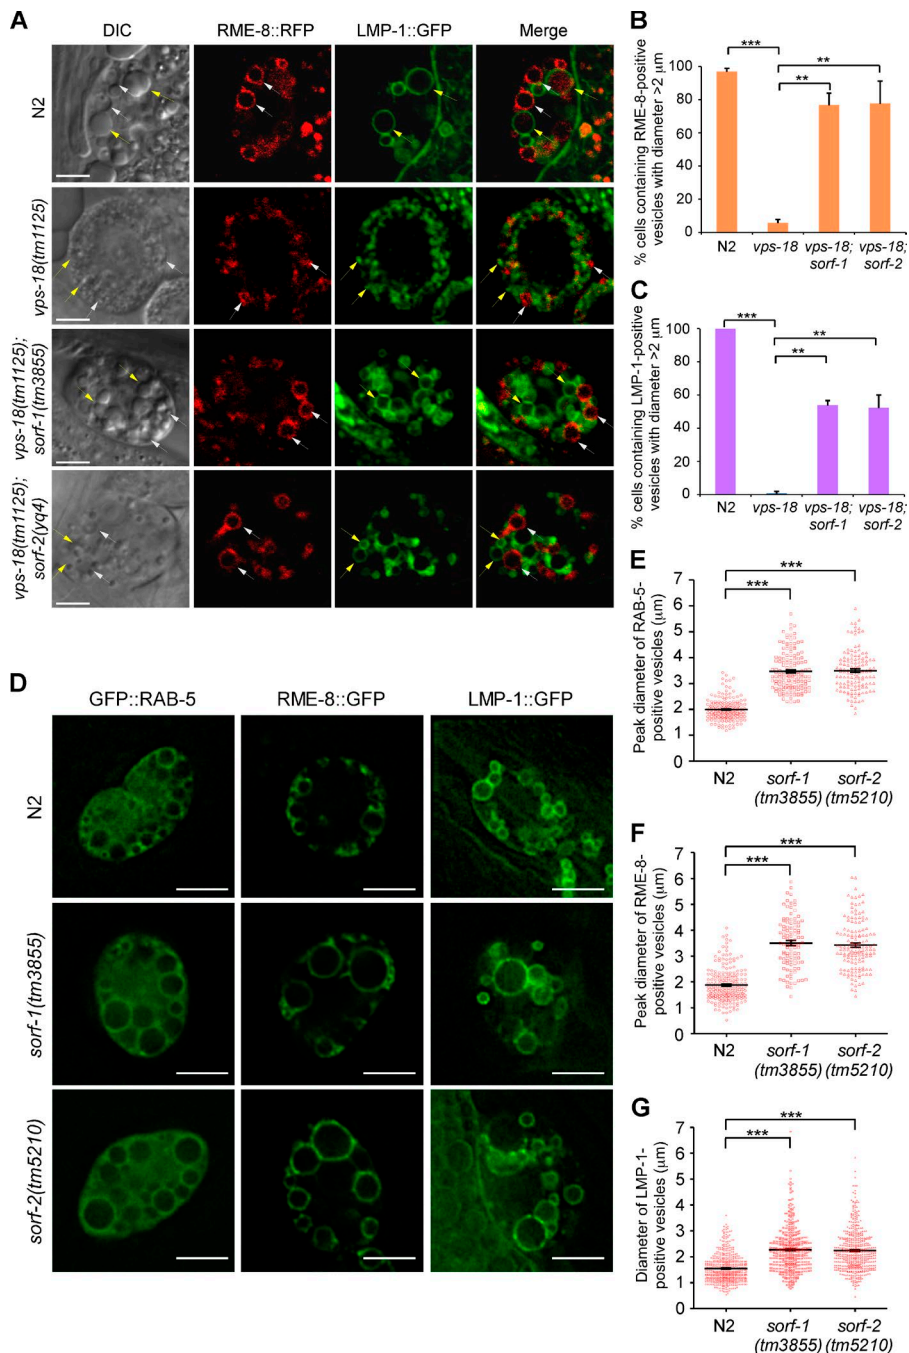 A
DIC
RME-8::RFP
LMP-1::GFP
Merge
N2
vps-18(tm1125)
vps-18(tm1125);
sorf-1(tm3855)
vps-18(tm1125);
sorf-2(yq4)
B
% cells containing RME-8-positive
vesicles with diameter >2 μm
100
80
60
40
20
0
***
**
**
N2
vps-18
vps-18;
sorf-1
vps-18;
sorf-2
C
% cells containing LMP-1-positive
vesicles with diameter >2 μm
100
80
60
40
20
0
***
**
**
N2
vps-18
vps-18;
sorf-1
vps-18;
sorf-2
D
GFP::RAB-5
RME-8::GFP
LMP-1::GFP
N2
sorf-1(tm3855)
sorf-2(tm5210)
E
Peak diameter of RAB-5-
positive vesicles (μm)
7
6
5
4
3
2
1
0
***
***
N2
sorf-1
(tm3855)
sorf-2
(tm5210)
F
Peak diameter of RME-8-
positive vesicles (μm)
7
6
5
4
3
2
1
0
***
***
N2
sorf-1
(tm3855)
sorf-2
(tm5210)
G
Diameter of LMP-1-
positive vesicles (μm)
7
6
5
4
3
2
1
0
***
***
N2
sorf-1
(tm3855)
sorf-2
(tm5210)